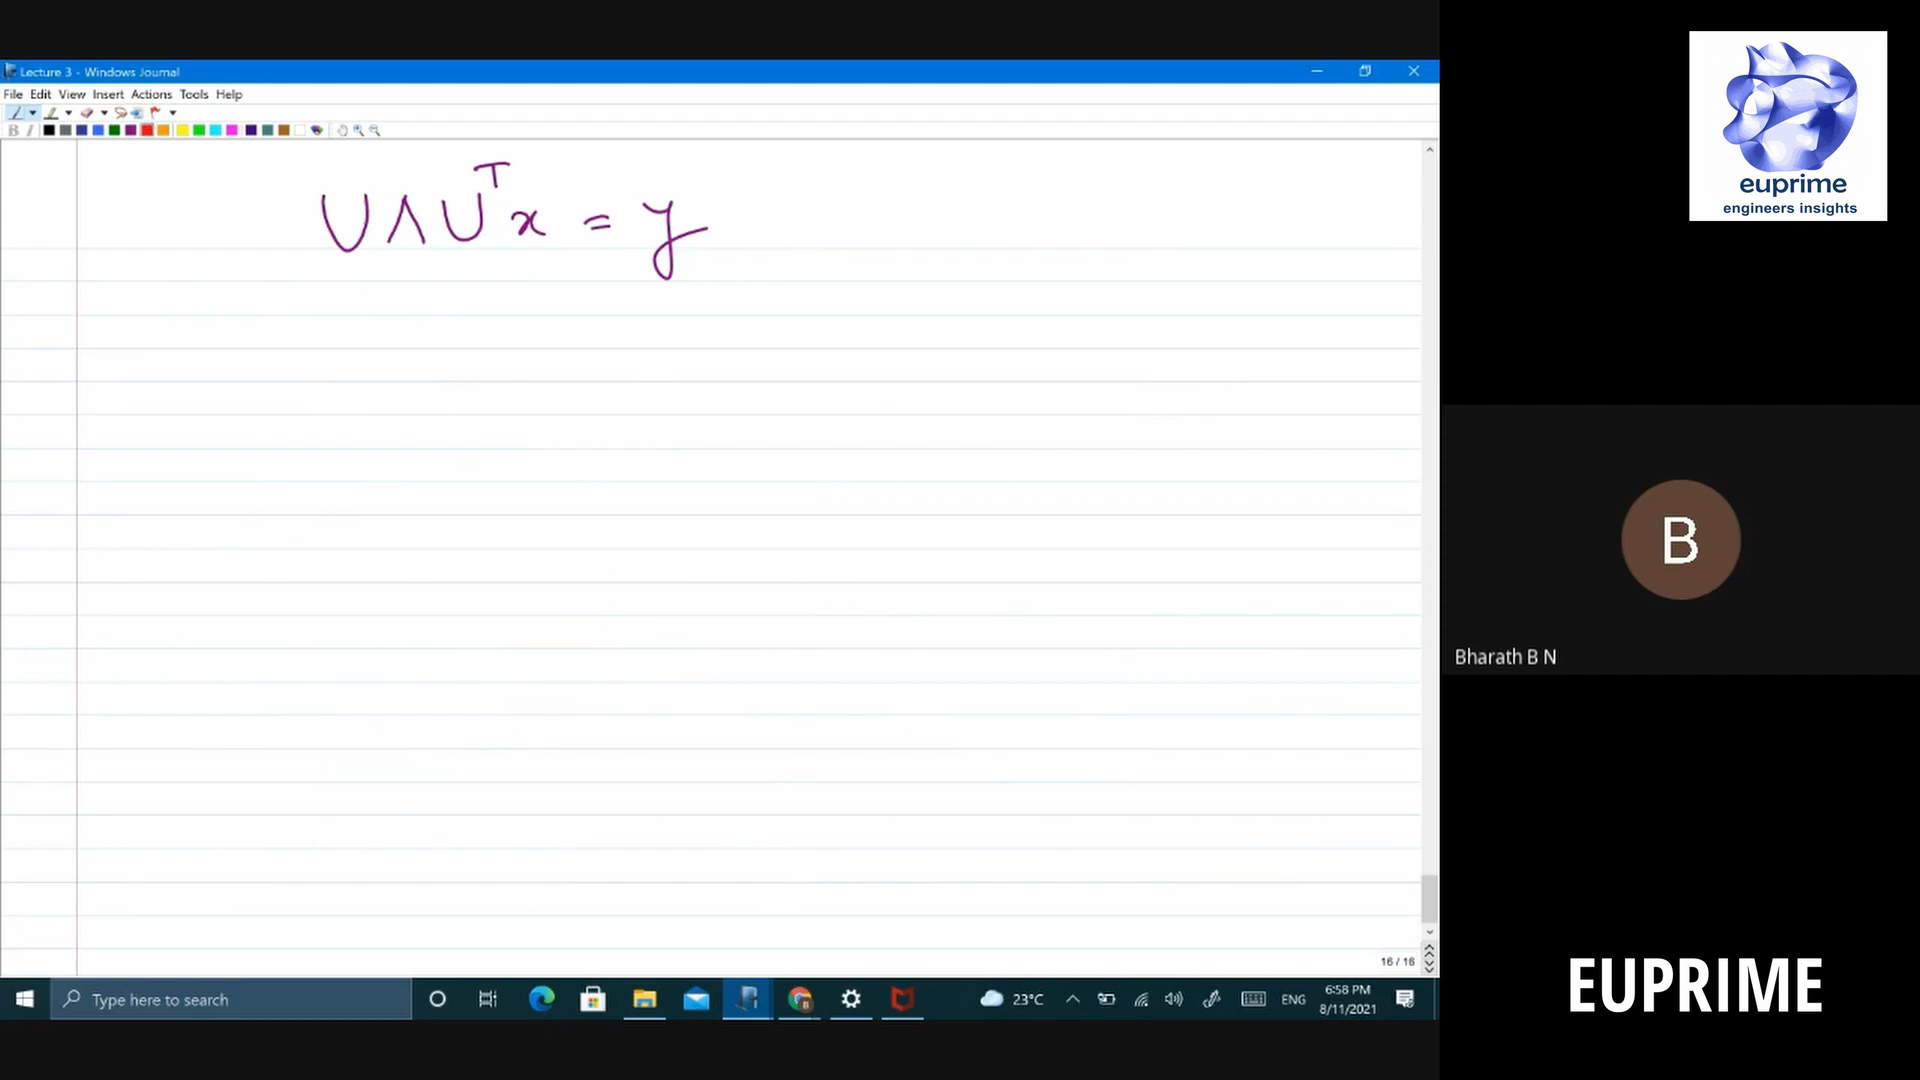 Lecture 3 - Windows Journal
File Edit View Insert Actions Tools Help
B I
U Λ Uᵀ x = y
16 / 16
Type here to search
23°C
ENG
6:58 PM
8/11/2021
euprime
engineers insights
B
Bharath B N
EUPRIME